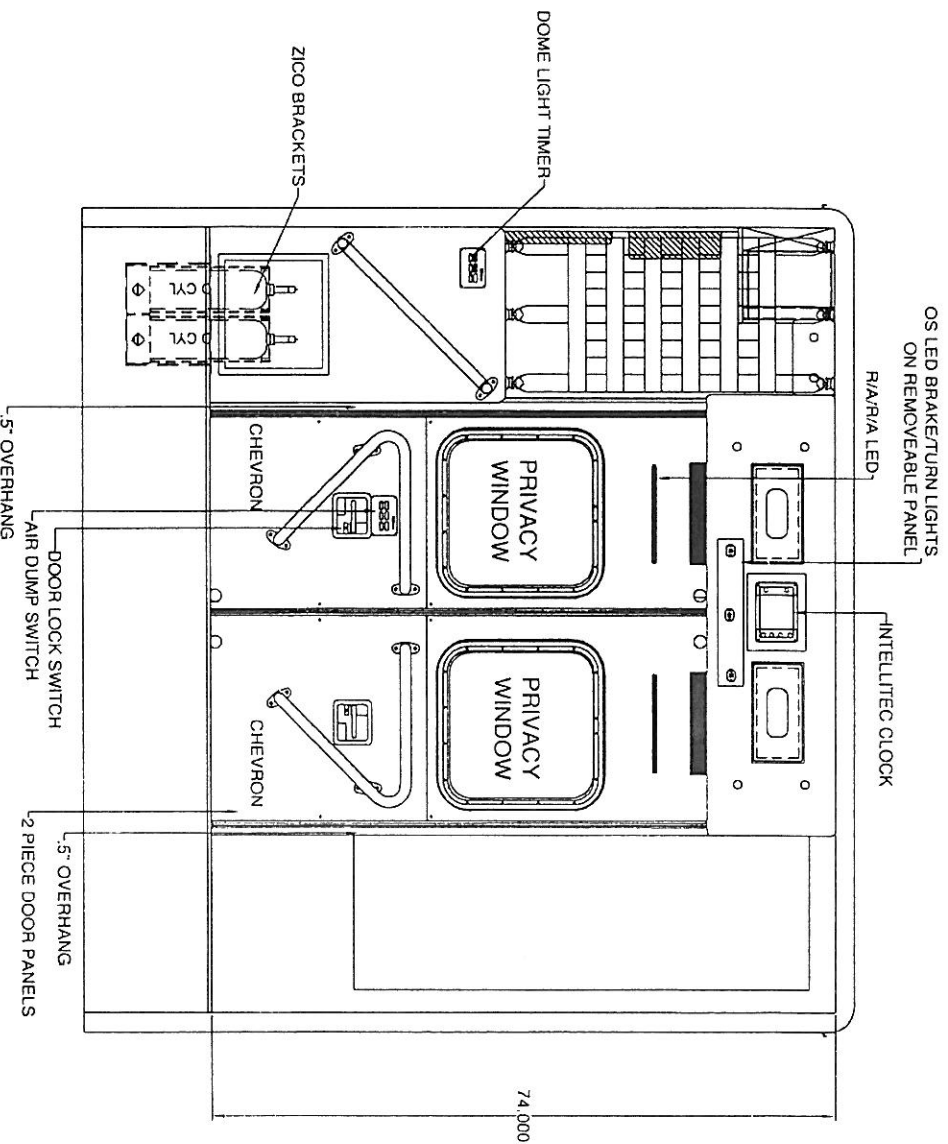 OS LED BRAKE/TURN LIGHTS
ON REMOVEABLE PANEL
R/A/R/A LED
INTELLITEC CLOCK
DOME LIGHT TIMER
ZICO BRACKETS
CYL
CYL
PRIVACY
WINDOW
PRIVACY
WINDOW
CHEVRON
CHEVRON
74.000
.5" OVERHANG
AIR DUMP SWITCH
DOOR LOCK SWITCH
.5" OVERHANG
2 PIECE DOOR PANELS